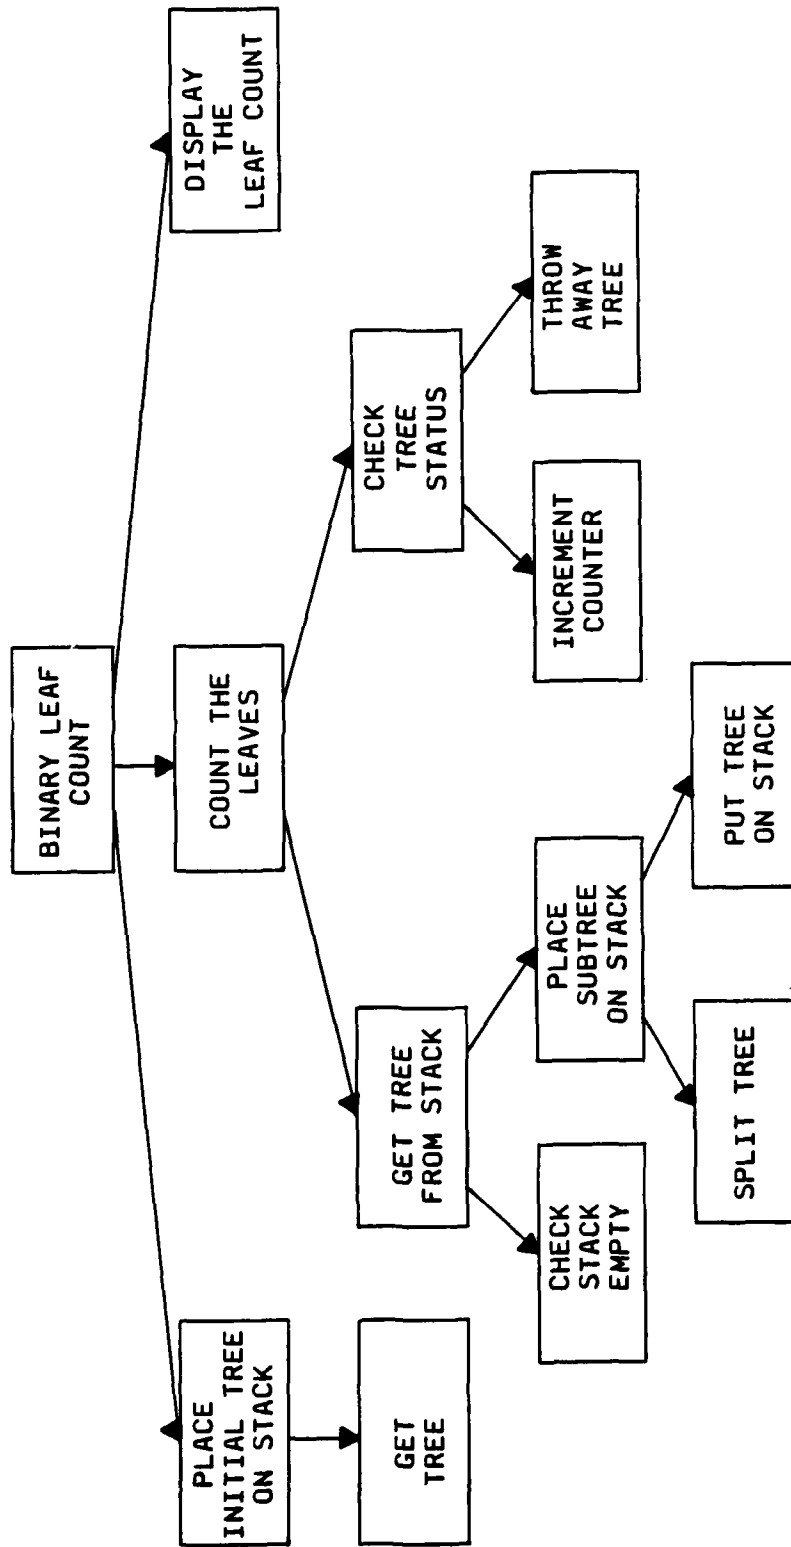 BINARY LEAF
COUNT
PLACE
INITIAL TREE
ON STACK
COUNT THE
LEAVES
DISPLAY
THE
LEAF COUNT
GET
TREE
GET TREE
FROM STACK
CHECK
TREE
STATUS
CHECK
STACK
EMPTY
PLACE
SUBTREE
ON STACK
INCREMENT
COUNTER
THROW
AWAY
TREE
SPLIT TREE
PUT TREE
ON STACK